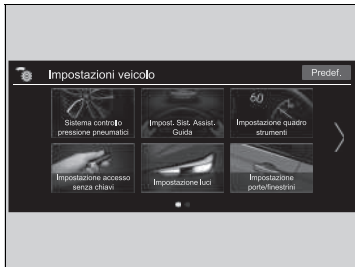 Impostazioni veicolo
Predef.
Sistema controllo
pressione pneumatici
Impost. Sist. Assist.
Guida
60
Impostazione quadro
strumenti
Impostazione accesso
senza chiavi
Impostazione luci
Impostazione
porte/finestrini